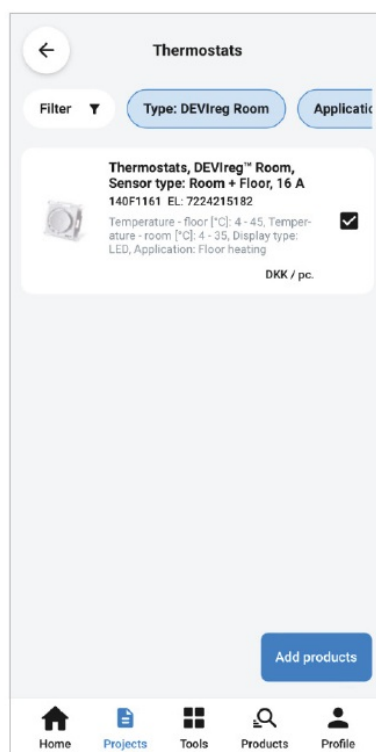 Thermostats
Filter
Type: DEVIreg Room
Applicatic
Thermostats, DEVIreg™ Room,
Sensor type: Room + Floor, 16 A
140F1161 EL: 7224215182
Temperature - floor [°C]: 4 - 45, Temper-
ature - room [°C]: 4 - 35, Display type:
LED, Application: Floor heating
DKK / pc.
Add products
Home
Projects
Tools
Products
Profile